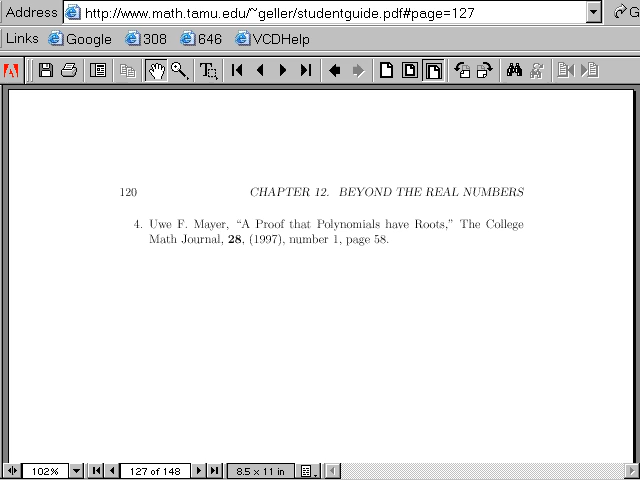 Address http://www.math.tamu.edu/~geller/studentguide.pdf#page=127 G
Links Google 308 646 VCDHelp
120 CHAPTER 12. BEYOND THE REAL NUMBERS
4. Uwe F. Mayer, “A Proof that Polynomials have Roots,” The College
Math Journal, 28, (1997), number 1, page 58.
102% 127 of 148 8.5 x 11 in